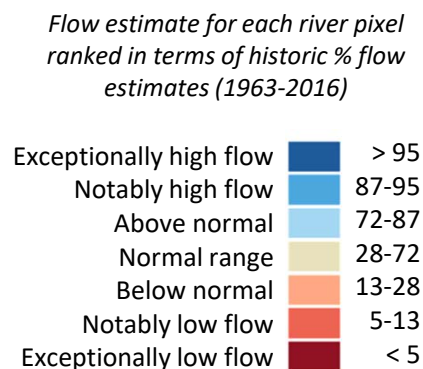 Flow estimate for each river pixel
ranked in terms of historic % flow
estimates (1963-2016)
Exceptionally high flow > 95
Notably high flow 87-95
Above normal 72-87
Normal range 28-72
Below normal 13-28
Notably low flow 5-13
Exceptionally low flow < 5